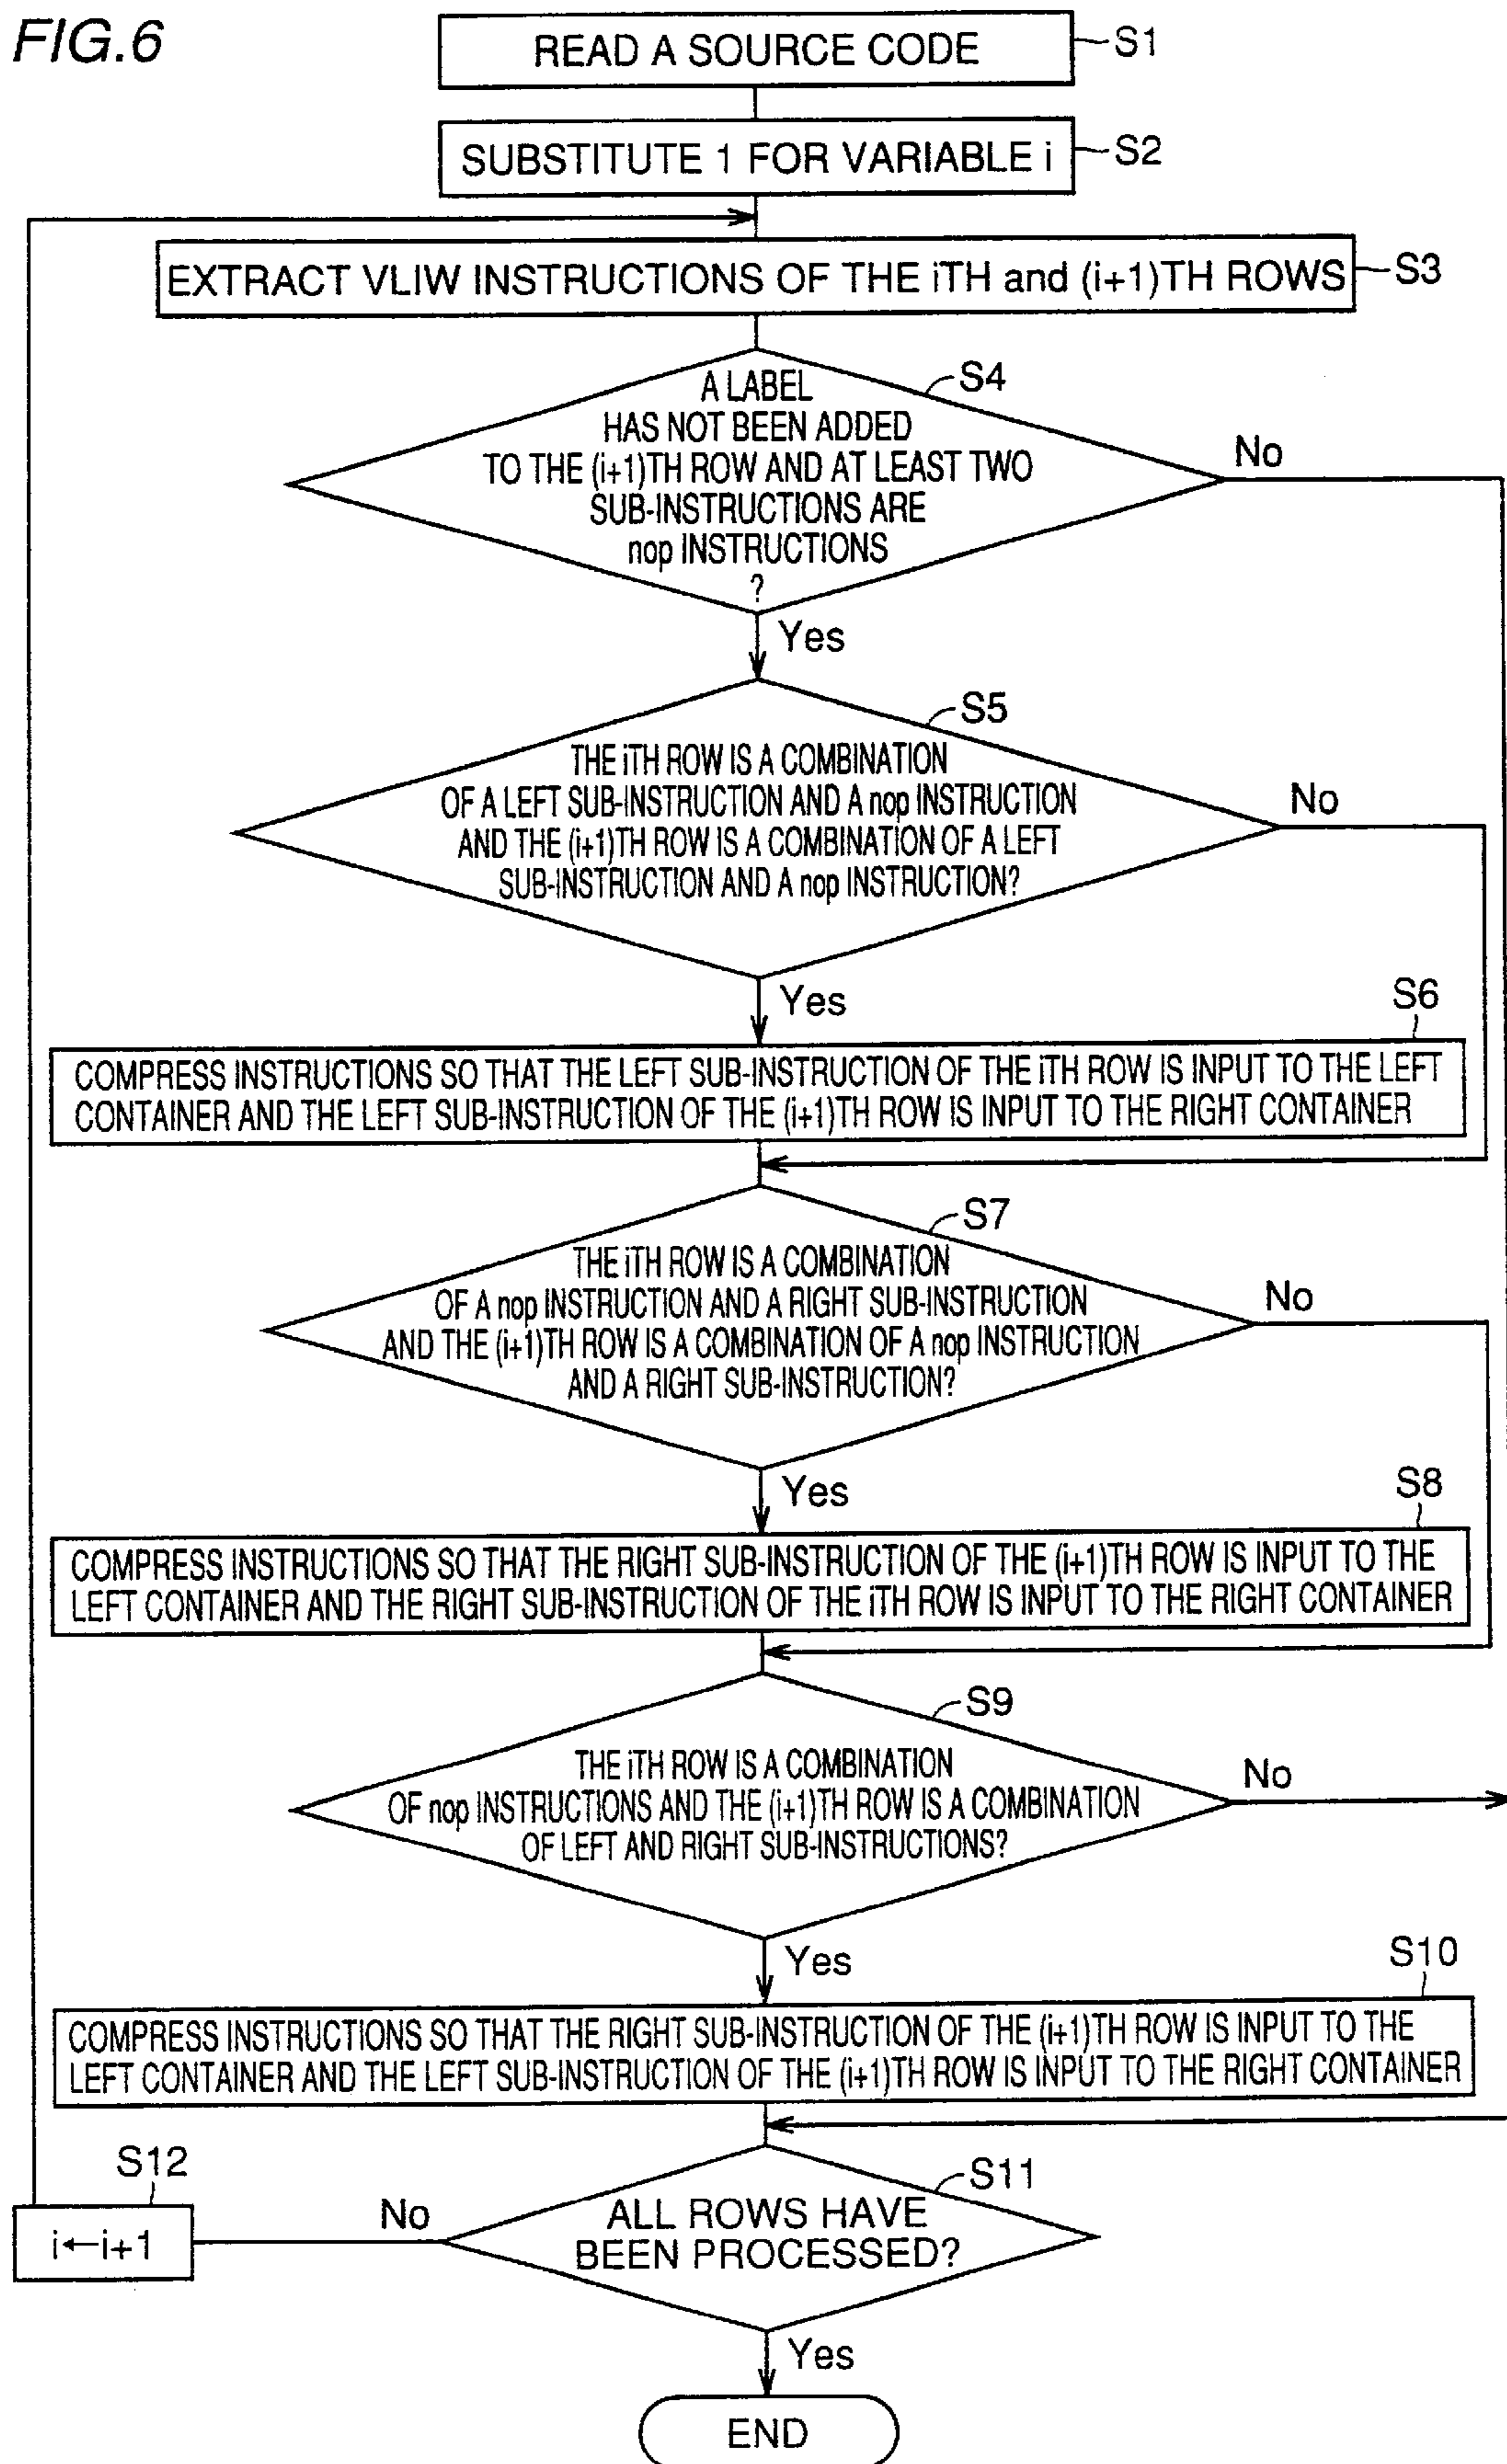 FIG.6
READ A SOURCE CODE
S1
SUBSTITUTE 1 FOR VARIABLE i
S2
EXTRACT VLIW INSTRUCTIONS OF THE iTH and (i+1)TH ROWS
S3
S4
A LABEL
HAS NOT BEEN ADDED
TO THE (i+1)TH ROW AND AT LEAST TWO
SUB-INSTRUCTIONS ARE
nop INSTRUCTIONS
?
No
Yes
S5
THE iTH ROW IS A COMBINATION
OF A LEFT SUB-INSTRUCTION AND A nop INSTRUCTION
AND THE (i+1)TH ROW IS A COMBINATION OF A LEFT
SUB-INSTRUCTION AND A nop INSTRUCTION?
No
Yes
S6
COMPRESS INSTRUCTIONS SO THAT THE LEFT SUB-INSTRUCTION OF THE iTH ROW IS INPUT TO THE LEFT
CONTAINER AND THE LEFT SUB-INSTRUCTION OF THE (i+1)TH ROW IS INPUT TO THE RIGHT CONTAINER
S7
THE iTH ROW IS A COMBINATION
OF A nop INSTRUCTION AND A RIGHT SUB-INSTRUCTION
AND THE (i+1)TH ROW IS A COMBINATION OF A nop INSTRUCTION
AND A RIGHT SUB-INSTRUCTION?
No
Yes
S8
COMPRESS INSTRUCTIONS SO THAT THE RIGHT SUB-INSTRUCTION OF THE (i+1)TH ROW IS INPUT TO THE
LEFT CONTAINER AND THE RIGHT SUB-INSTRUCTION OF THE iTH ROW IS INPUT TO THE RIGHT CONTAINER
S9
THE iTH ROW IS A COMBINATION
OF nop INSTRUCTIONS AND THE (i+1)TH ROW IS A COMBINATION
OF LEFT AND RIGHT SUB-INSTRUCTIONS?
No
Yes
S10
COMPRESS INSTRUCTIONS SO THAT THE RIGHT SUB-INSTRUCTION OF THE (i+1)TH ROW IS INPUT TO THE
LEFT CONTAINER AND THE LEFT SUB-INSTRUCTION OF THE (i+1)TH ROW IS INPUT TO THE RIGHT CONTAINER
S12
i←i+1
No
S11
ALL ROWS HAVE
BEEN PROCESSED?
Yes
END